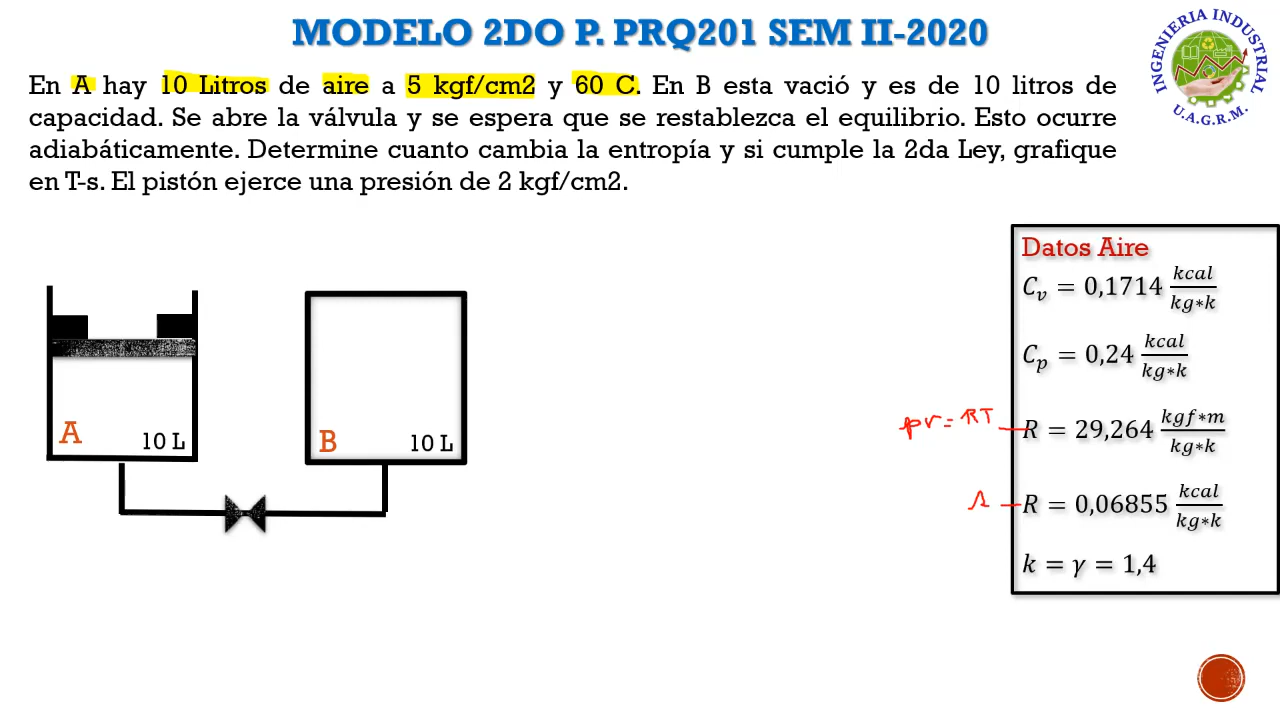 MODELO 2DO P. PRQ201 SEM II-2020
INGENIERIA INDUSTRIAL
U.A.G.R.M.
En A hay 10 Litros de aire a 5 kgf/cm2 y 60 C. En B esta vació y es de 10 litros de
capacidad. Se abre la válvula y se espera que se restablezca el equilibrio. Esto ocurre
adiabáticamente. Determine cuanto cambia la entropía y si cumple la 2da Ley, grafique
en T-s. El pistón ejerce una presión de 2 kgf/cm2.
A 10 L
B 10 L
Datos Aire
Cv = 0,1714 kcal/kg∗k
Cp = 0,24 kcal/kg∗k
pv = RT
R = 29,264 kgf∗m/kg∗k
R = 0,06855 kcal/kg∗k
k = γ = 1,4